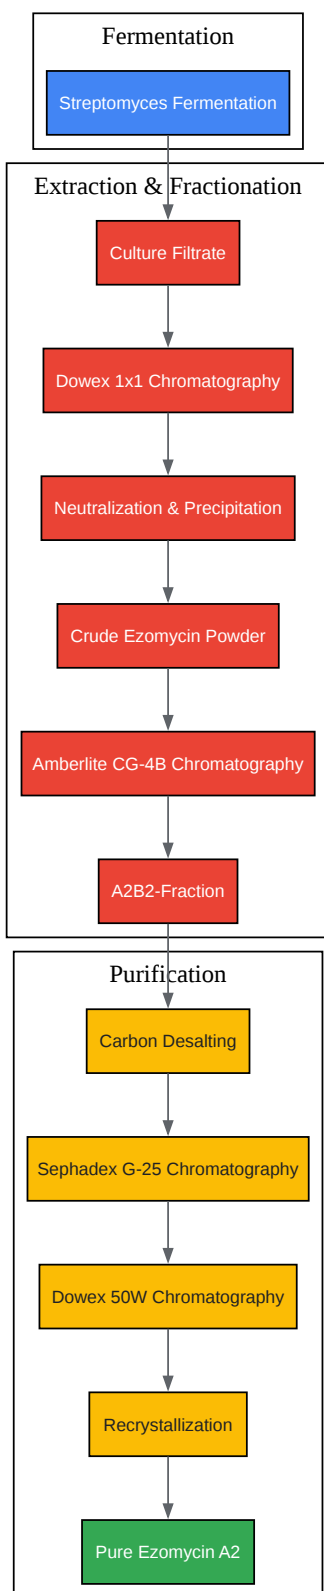 Fermentation
Streptomyces Fermentation
Extraction & Fractionation
Culture Filtrate
Dowex 1x1 Chromatography
Neutralization & Precipitation
Crude Ezomycin Powder
Amberlite CG-4B Chromatography
A2B2-Fraction
Purification
Carbon Desalting
Sephadex G-25 Chromatography
Dowex 50W Chromatography
Recrystallization
Pure Ezomycin A2